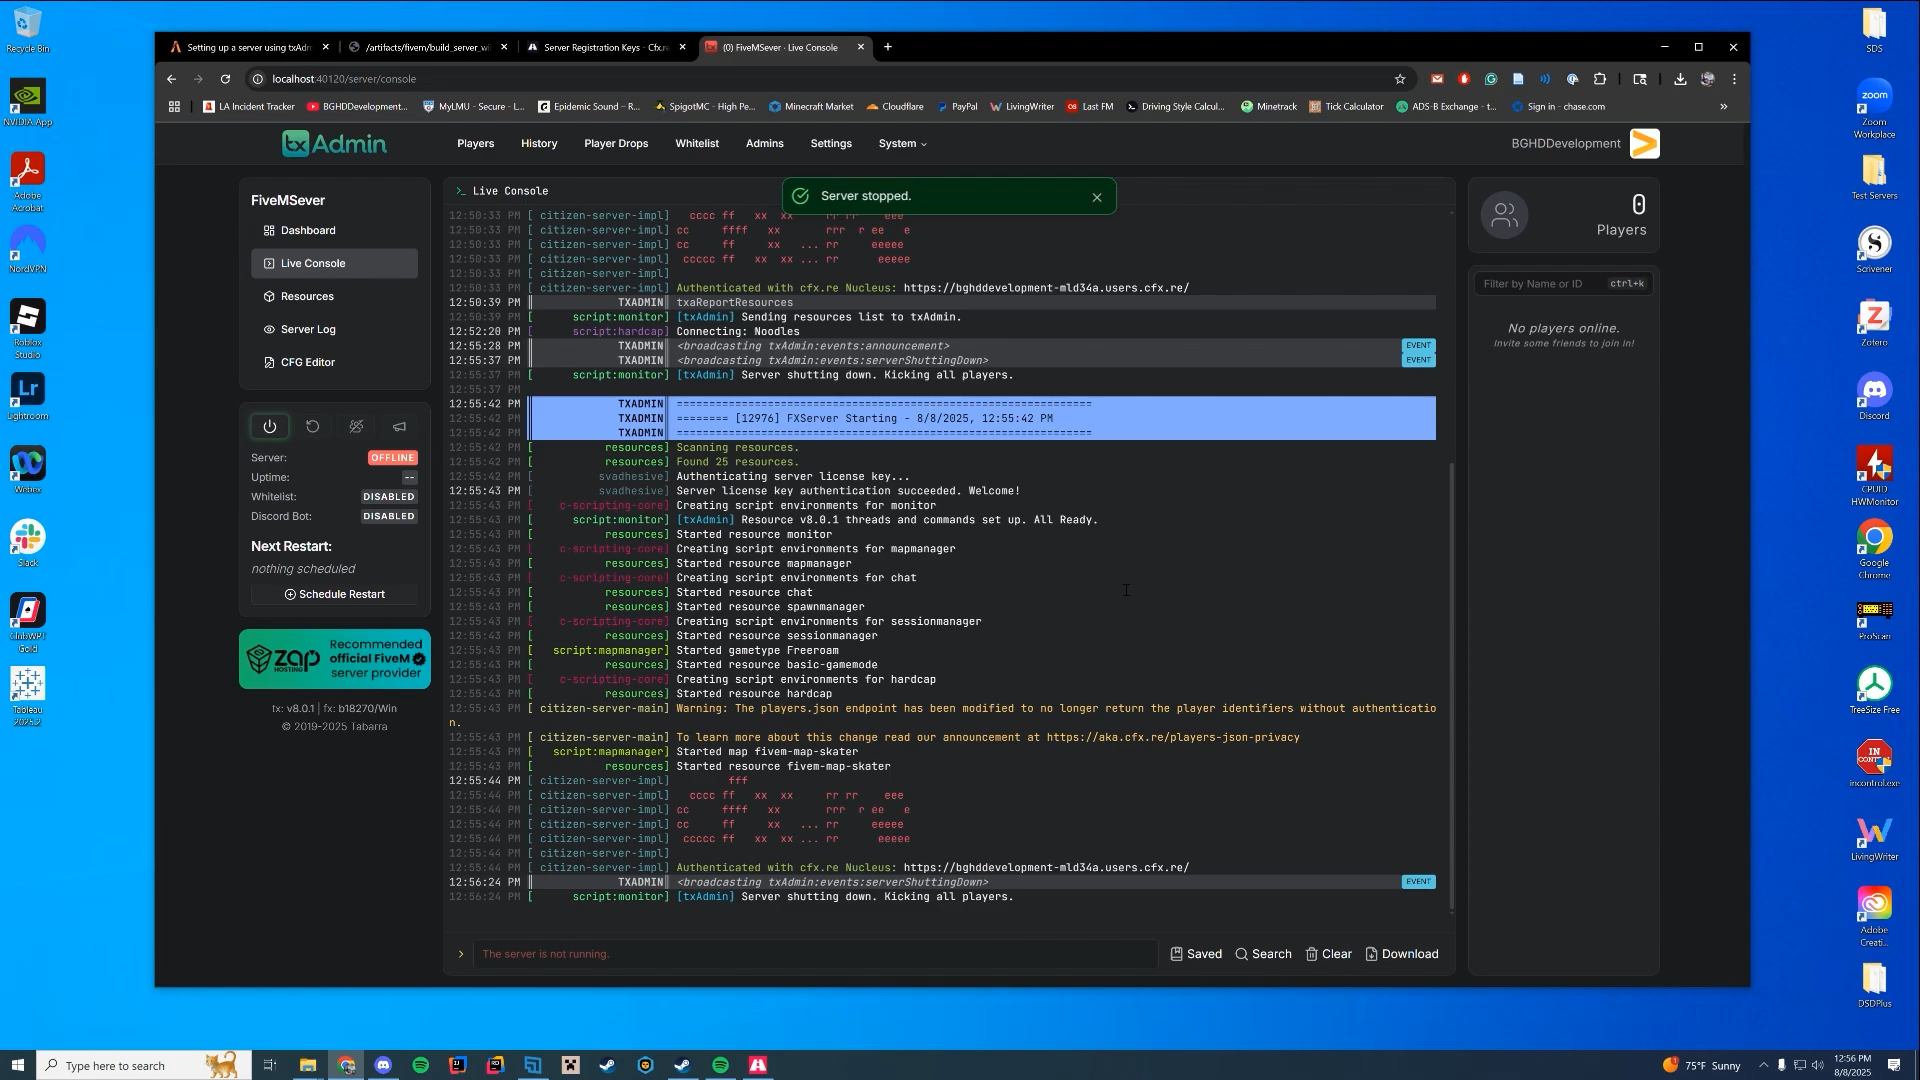 Recycle Bin
NVIDIA App
Adobe Acrobat
NordVPN
Roblox Studio
Lightroom
Webex
Slack
ClubWPT Gold
Tableau 2025.2
Setting up a server using txAdn
/artifacts/fivem/build_server_wi
Server Registration Keys - Cfx.re
(0) FiveMSever · Live Console
localhost:40120/server/console
LA Incident Tracker
BGHDDevelopment...
MyLMU - Secure - L...
Epidemic Sound – R...
SpigotMC - High Pe...
Minecraft Market
Cloudflare
PayPal
LivingWriter
Last FM
Driving Style Calcul...
Minetrack
Tick Calculator
ADS-B Exchange - t...
Sign in - chase.com
txAdmin
Players
History
Player Drops
Whitelist
Admins
Settings
System
BGHDDevelopment
FiveMSever
Dashboard
Live Console
Resources
Server Log
CFG Editor
Server: OFFLINE
Uptime: --
Whitelist: DISABLED
Discord Bot: DISABLED
Next Restart:
nothing scheduled
Schedule Restart
ZAP HOSTING Recommended official FiveM server provider
tx: v8.0.1 | fx: b18270/Win
© 2019-2025 Tabarra
Live Console
Server stopped.
12:50:33 PM [ citizen-server-impl]   cccc ff   xx  xx     rr rr    eee
12:50:33 PM [ citizen-server-impl] cc     ffff   xx       rrr  r ee   e
12:50:33 PM [ citizen-server-impl] cc     ff      xx   ... rr     eeeee
12:50:33 PM [ citizen-server-impl]  ccccc ff   xx  xx ... rr      eeeee
12:50:33 PM [ citizen-server-impl]
12:50:33 PM [ citizen-server-impl] Authenticated with cfx.re Nucleus: https://bghddevelopment-mld34a.users.cfx.re/
12:50:39 PM TXADMIN txaReportResources
12:50:39 PM [ script:monitor] [txAdmin] Sending resources list to txAdmin.
12:52:20 PM [ script:hardcap] Connecting: Noodles
12:55:28 PM TXADMIN <broadcasting txAdmin:events:announcement> EVENT
12:55:37 PM TXADMIN <broadcasting txAdmin:events:serverShuttingDown> EVENT
12:55:37 PM [ script:monitor] [txAdmin] Server shutting down. Kicking all players.
12:55:37 PM
12:55:42 PM TXADMIN ================================================================
12:55:42 PM TXADMIN ======== [12976] FXServer Starting - 8/8/2025, 12:55:42 PM
12:55:42 PM TXADMIN ================================================================
12:55:42 PM [ resources] Scanning resources.
12:55:42 PM [ resources] Found 25 resources.
12:55:42 PM [ svadhesive] Authenticating server license key...
12:55:43 PM [ svadhesive] Server license key authentication succeeded. Welcome!
12:55:43 PM [ c-scripting-core] Creating script environments for monitor
12:55:43 PM [ script:monitor] [txAdmin] Resource v8.0.1 threads and commands set up. All Ready.
12:55:43 PM [ resources] Started resource monitor
12:55:43 PM [ c-scripting-core] Creating script environments for mapmanager
12:55:43 PM [ resources] Started resource mapmanager
12:55:43 PM [ c-scripting-core] Creating script environments for chat
12:55:43 PM [ resources] Started resource chat
12:55:43 PM [ resources] Started resource spawnmanager
12:55:43 PM [ c-scripting-core] Creating script environments for sessionmanager
12:55:43 PM [ resources] Started resource sessionmanager
12:55:43 PM [ script:mapmanager] Started gametype Freeroam
12:55:43 PM [ resources] Started resource basic-gamemode
12:55:43 PM [ c-scripting-core] Creating script environments for hardcap
12:55:43 PM [ resources] Started resource hardcap
12:55:43 PM [ citizen-server-main] Warning: The players.json endpoint has been modified to no longer return the player identifiers without authenticatio
n.
12:55:43 PM [ citizen-server-main] To learn more about this change read our announcement at https://aka.cfx.re/players-json-privacy
12:55:43 PM [ script:mapmanager] Started map fivem-map-skater
12:55:43 PM [ resources] Started resource fivem-map-skater
12:55:44 PM [ citizen-server-impl]         fff
12:55:44 PM [ citizen-server-impl]   cccc ff   xx  xx     rr rr    eee
12:55:44 PM [ citizen-server-impl] cc     ffff   xx       rrr  r ee   e
12:55:44 PM [ citizen-server-impl] cc     ff      xx   ... rr     eeeee
12:55:44 PM [ citizen-server-impl]  ccccc ff   xx  xx ... rr      eeeee
12:55:44 PM [ citizen-server-impl]
12:55:44 PM [ citizen-server-impl] Authenticated with cfx.re Nucleus: https://bghddevelopment-mld34a.users.cfx.re/
12:56:24 PM TXADMIN <broadcasting txAdmin:events:serverShuttingDown> EVENT
12:56:24 PM [ script:monitor] [txAdmin] Server shutting down. Kicking all players.
The server is not running.
Saved
Search
Clear
Download
0
Players
Filter by Name or ID ctrl+k
No players online.
Invite some friends to join in!
SDS
zoom
Zoom Workplace
Test Servers
Scrivener
Zotero
Discord
CPUID HWMonitor
Google Chrome
ProScan
TreeSize Free
IN CONT
incontrol.exe
LivingWriter
Adobe Creati...
DSDPlus
Type here to search
75°F Sunny
12:56 PM
8/8/2025